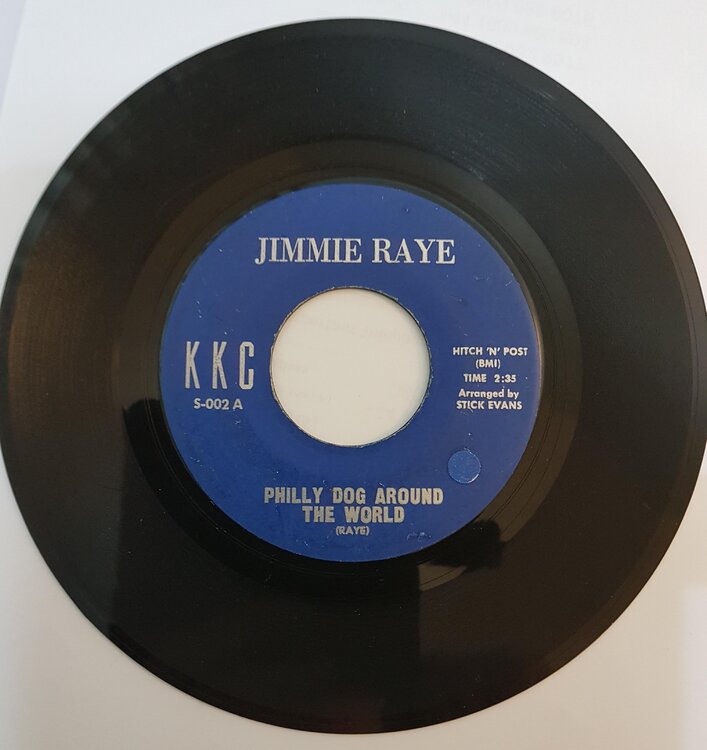 JIMMIE RAYE
KKC
S-002 A
HITCH 'N' POST
(BMI)
TIME 2:35
Arranged by
STICK EVANS
PHILLY DOG AROUND
THE WORLD
(RAYE)